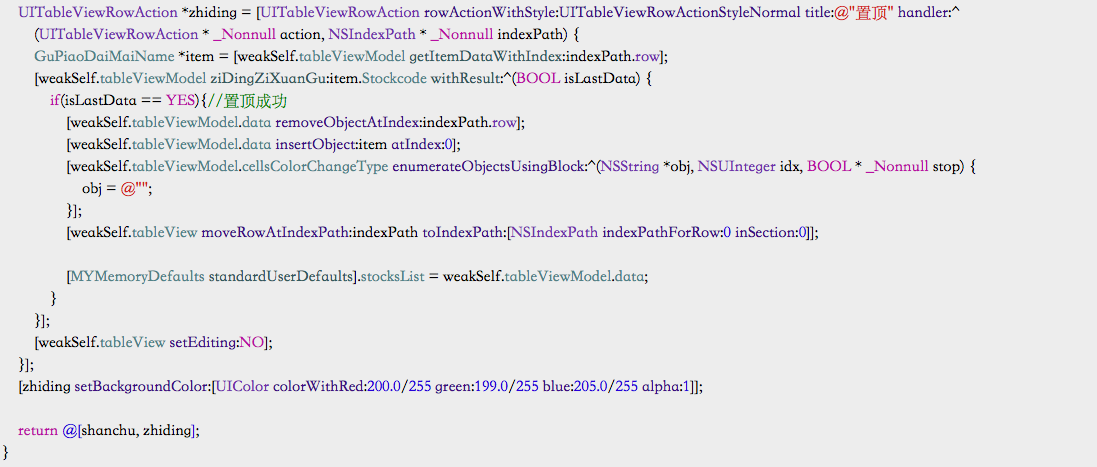 UITableViewRowAction *zhiding = [UITableViewRowAction rowActionWithStyle:UITableViewRowActionStyleNormal title:@"置顶" handler:^
(UITableViewRowAction * _Nonnull action, NSIndexPath * _Nonnull indexPath) {
GuPiaoDaiMaiName *item = [weakSelf.tableViewModel getItemDataWithIndex:indexPath.row];
[weakSelf.tableViewModel ziDingZiXuanGu:item.Stockcode withResult:^(BOOL isLastData) {
if(isLastData == YES){//置顶成功
[weakSelf.tableViewModel.data removeObjectAtIndex:indexPath.row];
[weakSelf.tableViewModel.data insertObject:item atIndex:0];
[weakSelf.tableViewModel.cellsColorChangeType enumerateObjectsUsingBlock:^(NSString *obj, NSUInteger idx, BOOL * _Nonnull stop) {
obj = @"";
}];
[weakSelf.tableView moveRowAtIndexPath:indexPath toIndexPath:[NSIndexPath indexPathForRow:0 inSection:0]];
[MYMemoryDefaults standardUserDefaults].stocksList = weakSelf.tableViewModel.data;
}
}];
[weakSelf.tableView setEditing:NO];
}];
[zhiding setBackgroundColor:[UIColor colorWithRed:200.0/255 green:199.0/255 blue:205.0/255 alpha:1]];
return @[shanchu, zhiding];
}